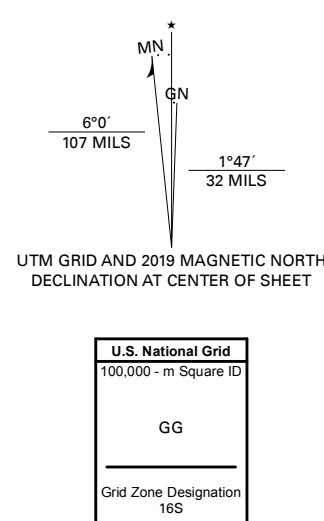 ★
MN
GN
6°0´
107 MILS
1°47´
32 MILS
UTM GRID AND 2019 MAGNETIC NORTH
DECLINATION AT CENTER OF SHEET
U.S. National Grid
100,000 - m Square ID
GG
Grid Zone Designation
16S